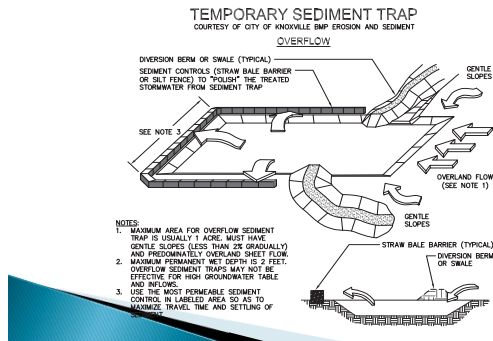 TEMPORARY SEDIMENT TRAP
COURTESY OF CITY OF KNOXVILLE BMP EROSION AND SEDIMENT
OVERFLOW
DIVERSION BERM OR SWALE (TYPICAL)
SEDIMENT CONTROLS (STRAW BALE BARRIER
OR SILT FENCE) TO "POLISH" THE TREATED
STORMWATER FROM SEDIMENT TRAP
GENTLE
SLOPES
SEE NOTE 3
OVERLAND FLOW
(SEE NOTE 1)
GENTLE
SLOPES
NOTES:
1. MAXIMUM AREA FOR OVERFLOW SEDIMENT
TRAP IS USUALLY 1 ACRE. MUST HAVE
GENTLE SLOPES (LESS THAN 2% GRADUALLY)
AND PREDOMINATELY OVERLAND SHEET FLOW.
2. MAXIMUM PERMANENT WET DEPTH IS 2 FEET.
OVERFLOW SEDIMENT TRAPS MAY NOT BE
EFFECTIVE FOR HIGH GROUNDWATER TABLE
AND INFLOWS.
3. USE THE MOST PERMEABLE SEDIMENT
CONTROL IN LABELED AREA SO AS TO
MAXIMIZE TRAVEL TIME AND SETTLING OF
STRAW BALE BARRIER (TYPICAL)
DIVERSION BERM
OR SWALE